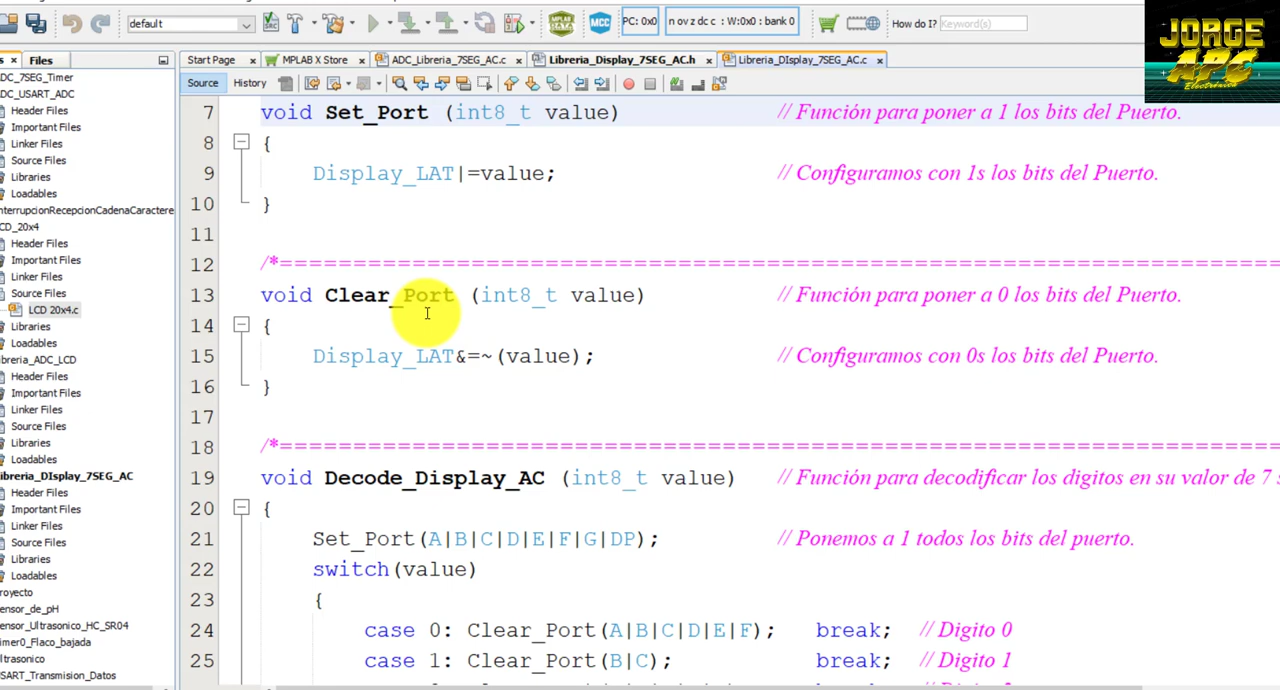 default
PC: 0x0
n ov z dc c : W:0x0 : bank 0
How do I?
Keyword(s)
JORGE
APC
Electrónico
Files
Start Page
MPLAB X Store
ADC_Libreria_7SEG_AC.c
Libreria_Display_7SEG_AC.h
Libreria_DIsplay_7SEG_AC.c
Source
History
DC_7SEG_Timer
DC_USART_ADC
Header Files
Important Files
Linker Files
Source Files
Libraries
Loadables
nterrupcionRecepcionCadenaCaractere
CD_20x4
Header Files
Important Files
Linker Files
Source Files
LCD 20x4.c
Libraries
Loadables
breria_ADC_LCD
Header Files
Important Files
Linker Files
Source Files
Libraries
Loadables
ibreria_DIsplay_7SEG_AC
Header Files
Important Files
Linker Files
Source Files
Libraries
Loadables
royecto
ensor_de_pH
ensor_Ultrasonico_HC_SR04
imer0_Flaco_bajada
ltrasonico
SART_Transmision_Datos
7 void Set_Port (int8_t value) // Función para poner a 1 los bits del Puerto.
8 {
9 Display_LAT|=value; // Configuramos con 1s los bits del Puerto.
10 }
11
12 /*==========================================================
13 void Clear_Port (int8_t value) // Función para poner a 0 los bits del Puerto.
14 {
15 Display_LAT&=~(value); // Configuramos con 0s los bits del Puerto.
16 }
17
18 /*==========================================================
19 void Decode_Display_AC (int8_t value) // Función para decodificar los digitos en su valor de 7 s
20 {
21 Set_Port(A|B|C|D|E|F|G|DP); // Ponemos a 1 todos los bits del puerto.
22 switch(value)
23 {
24 case 0: Clear_Port(A|B|C|D|E|F); break; // Digito 0
25 case 1: Clear_Port(B|C); break; // Digito 1